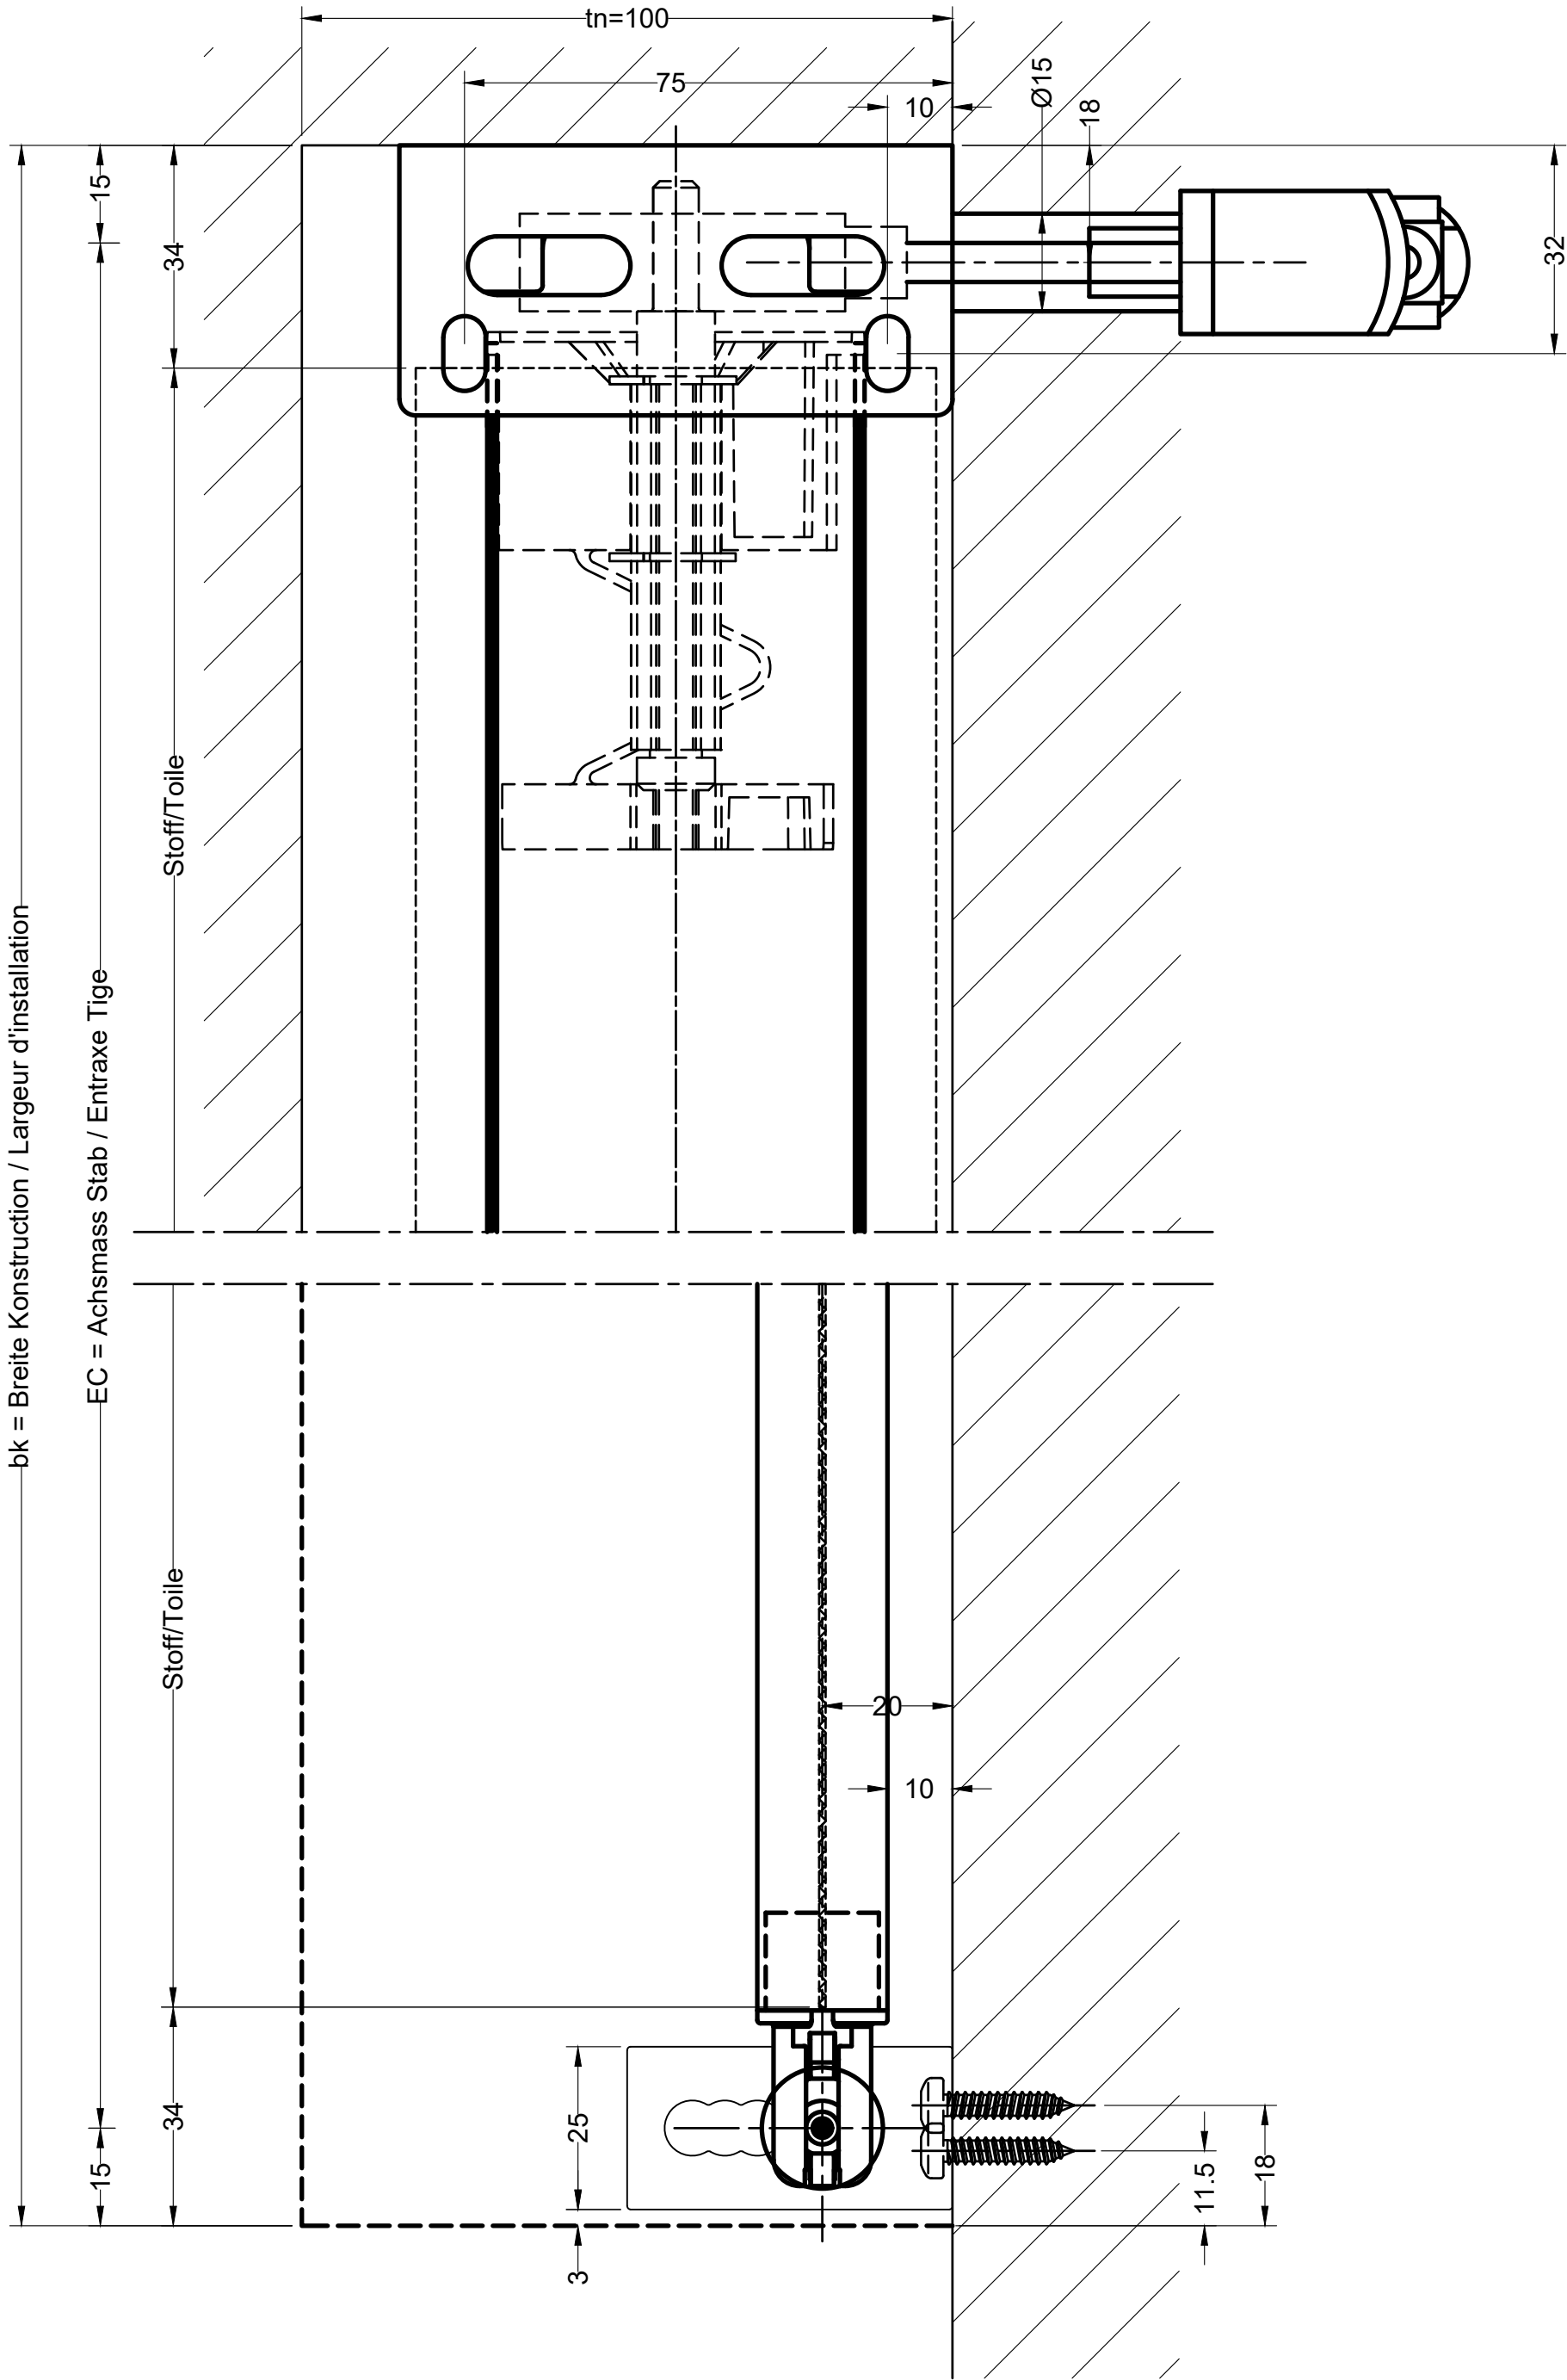 tn=100
75
10
Ø15
18
15
34
32
Stoff/Toile
bk = Breite Konstruction / Largeur d'installation
EC = Achsmass Stab / Entraxe Tige
Stoff/Toile
20
10
25
34
15
3
11.5
18